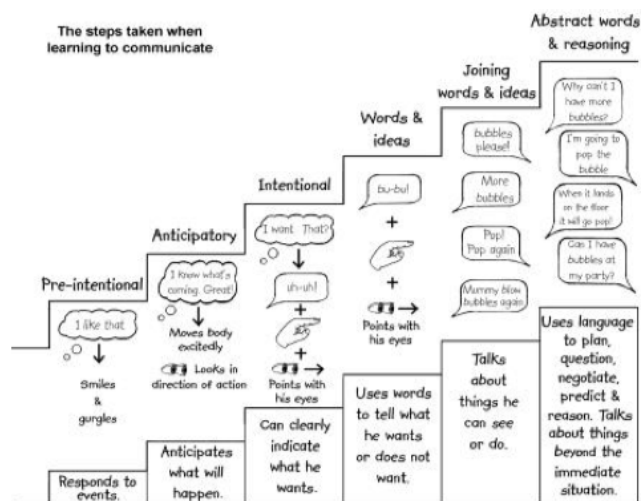 The steps taken when
learning to communicate
Pre-intentional
I like that
Smiles
&
gurgles
Responds to
events.
Anticipatory
I know what's
coming. Great!
Moves body
excitedly
Looks in
direction of action
Anticipates
what will
happen.
Intentional
I want. That?
uh-uh!
+
+
Points with
his eyes
Can clearly
indicate
what he
wants.
Words &
ideas
bu-bu!
+
+
Points with
his eyes
Uses words
to tell what
he wants
or does not
want.
Joining
words & ideas
bubbles
please!
More
bubbles
Pop!
Pop again
Mummy blow
bubbles again
Talks
about
things he
can see
or do.
Abstract words
& reasoning
Why can't I
have more
bubbles?
I'm going to
pop the
bubble
When it lands
on the floor
it will go pop!
Can I have
bubbles at
my party?
Uses language
to plan,
question,
negotiate,
predict &
reason. Talks
about things
beyond the
immediate
situation.